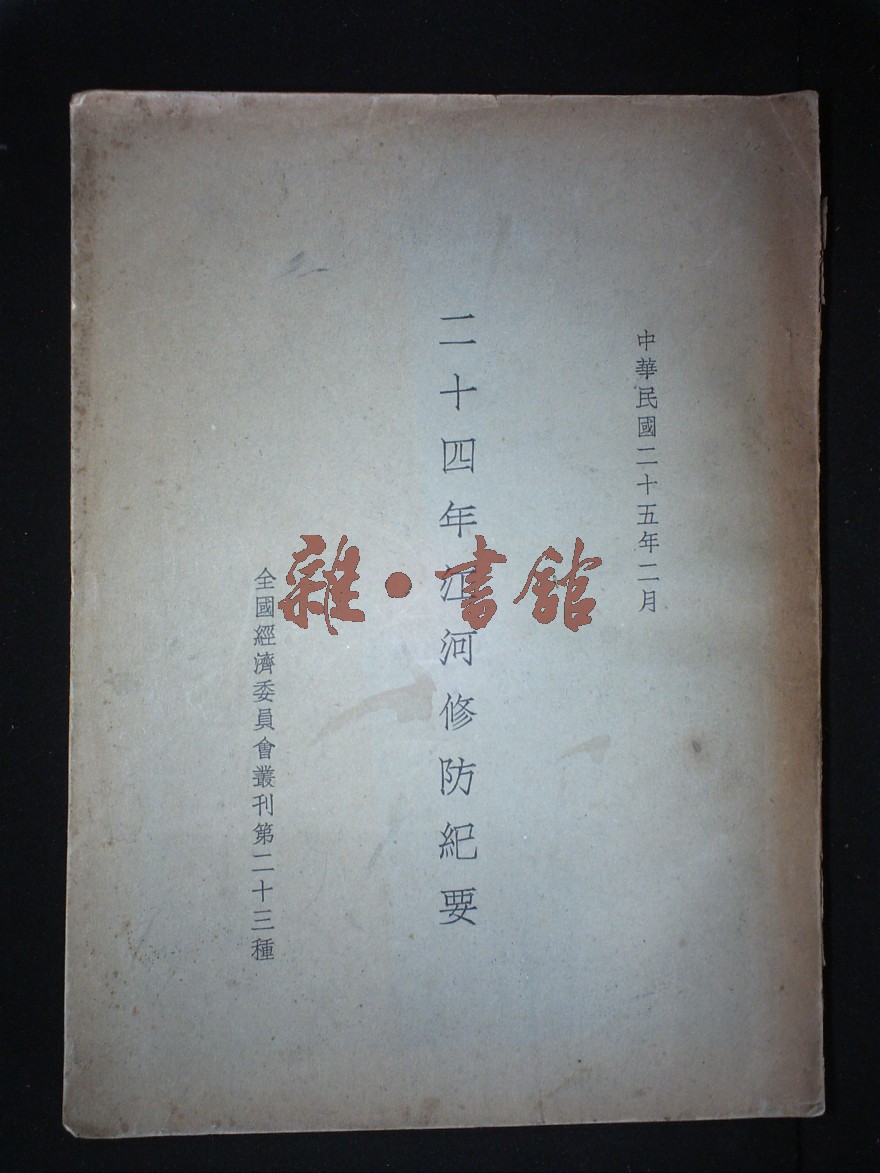 中華民國二十五年二月
二十四年江河修防紀要
全國經濟委員會叢刊第二十三種
雜·書館